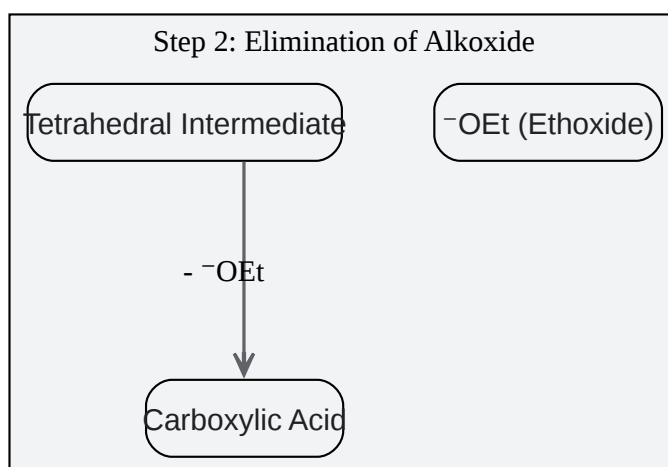 Step 2: Elimination of Alkoxide
Tetrahedral Intermediate
⁻OEt (Ethoxide)
- ⁻OEt
Carboxylic Acid